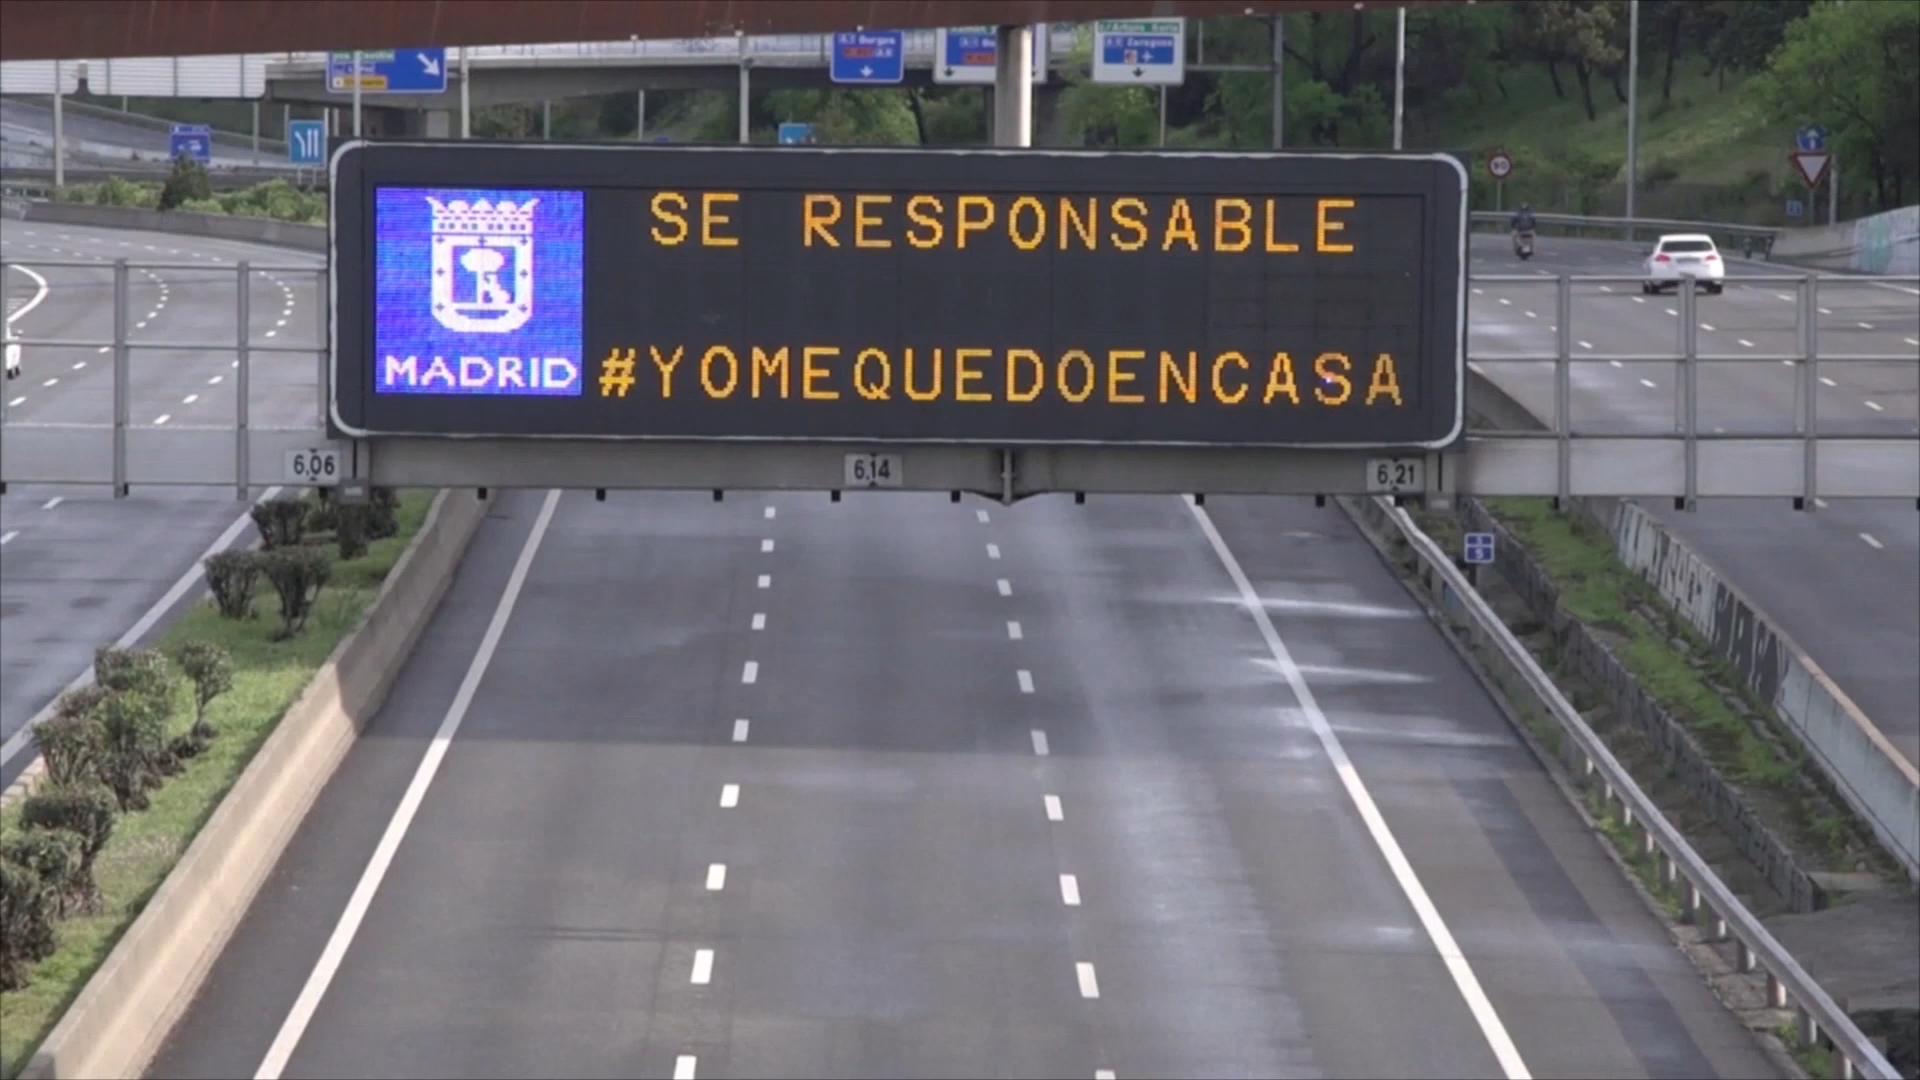 SE RESPONSABLE
MADRID #YOMEQUEDOENCASA
6,06
6,14
6,21